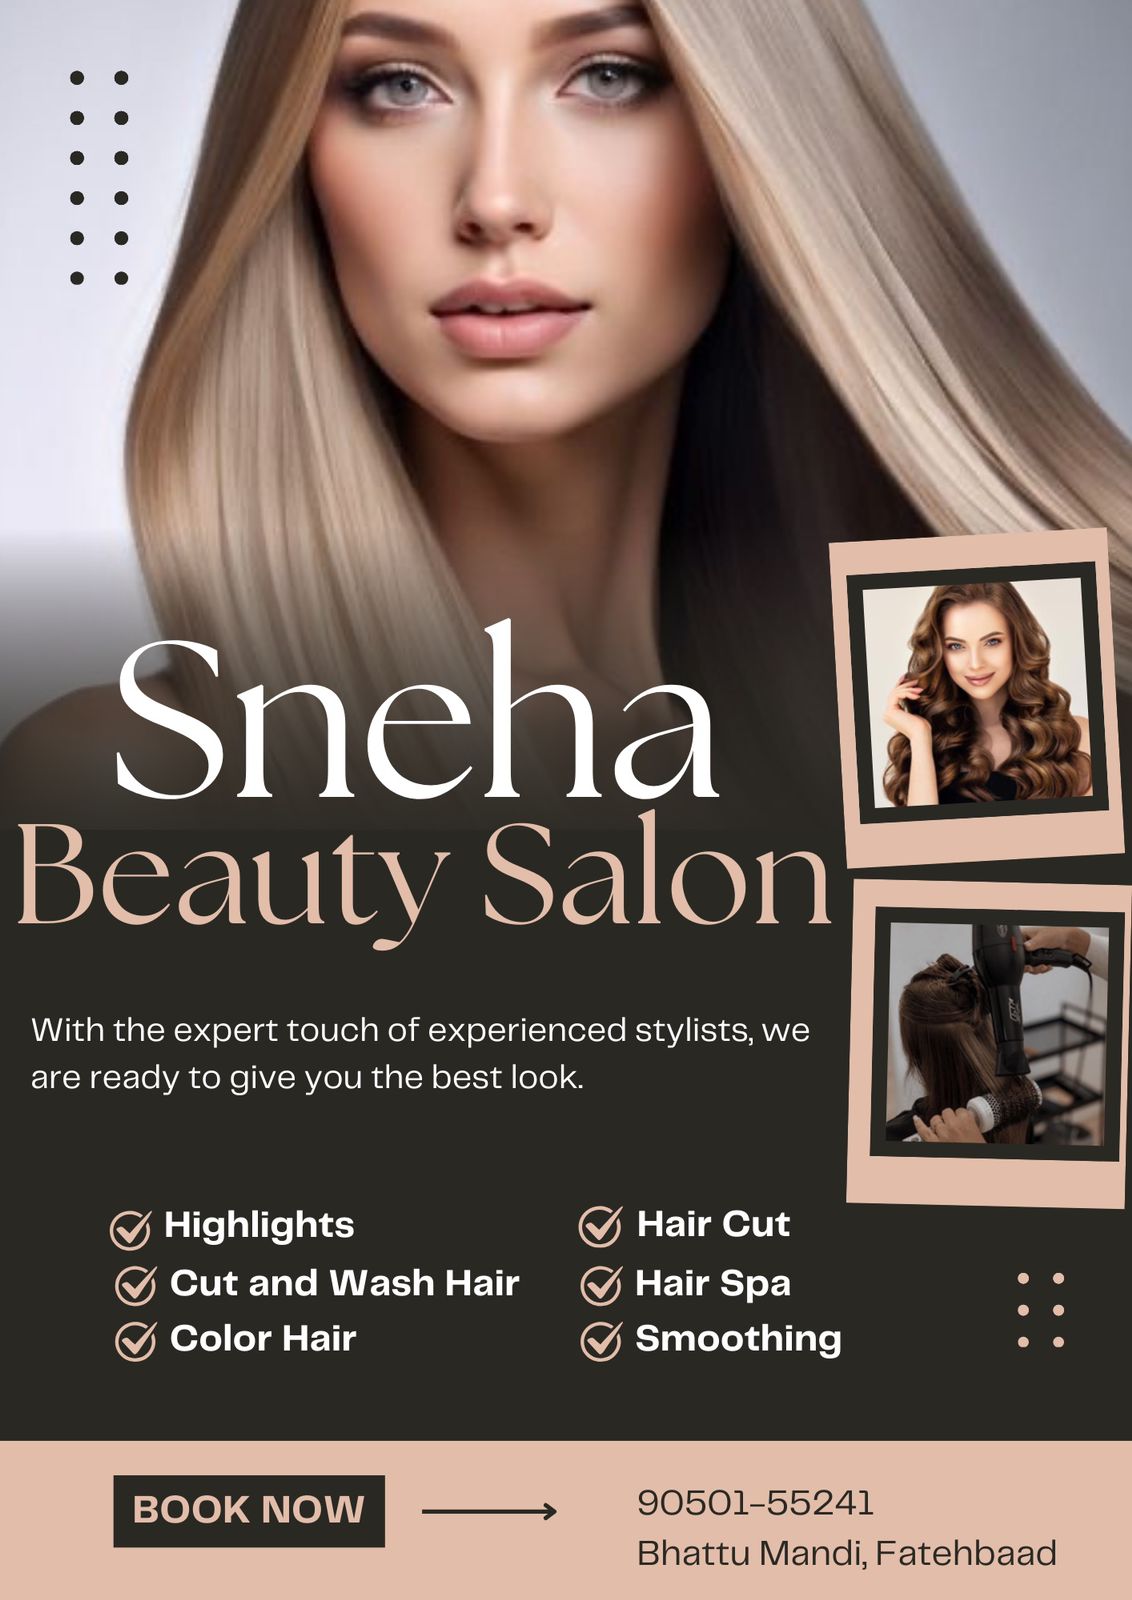 Sneha
Beauty Salon
With the expert touch of experienced stylists, we
are ready to give you the best look.
Highlights
Cut and Wash Hair
Color Hair
Hair Cut
Hair Spa
Smoothing
BOOK NOW
90501-55241
Bhattu Mandi, Fatehbaad